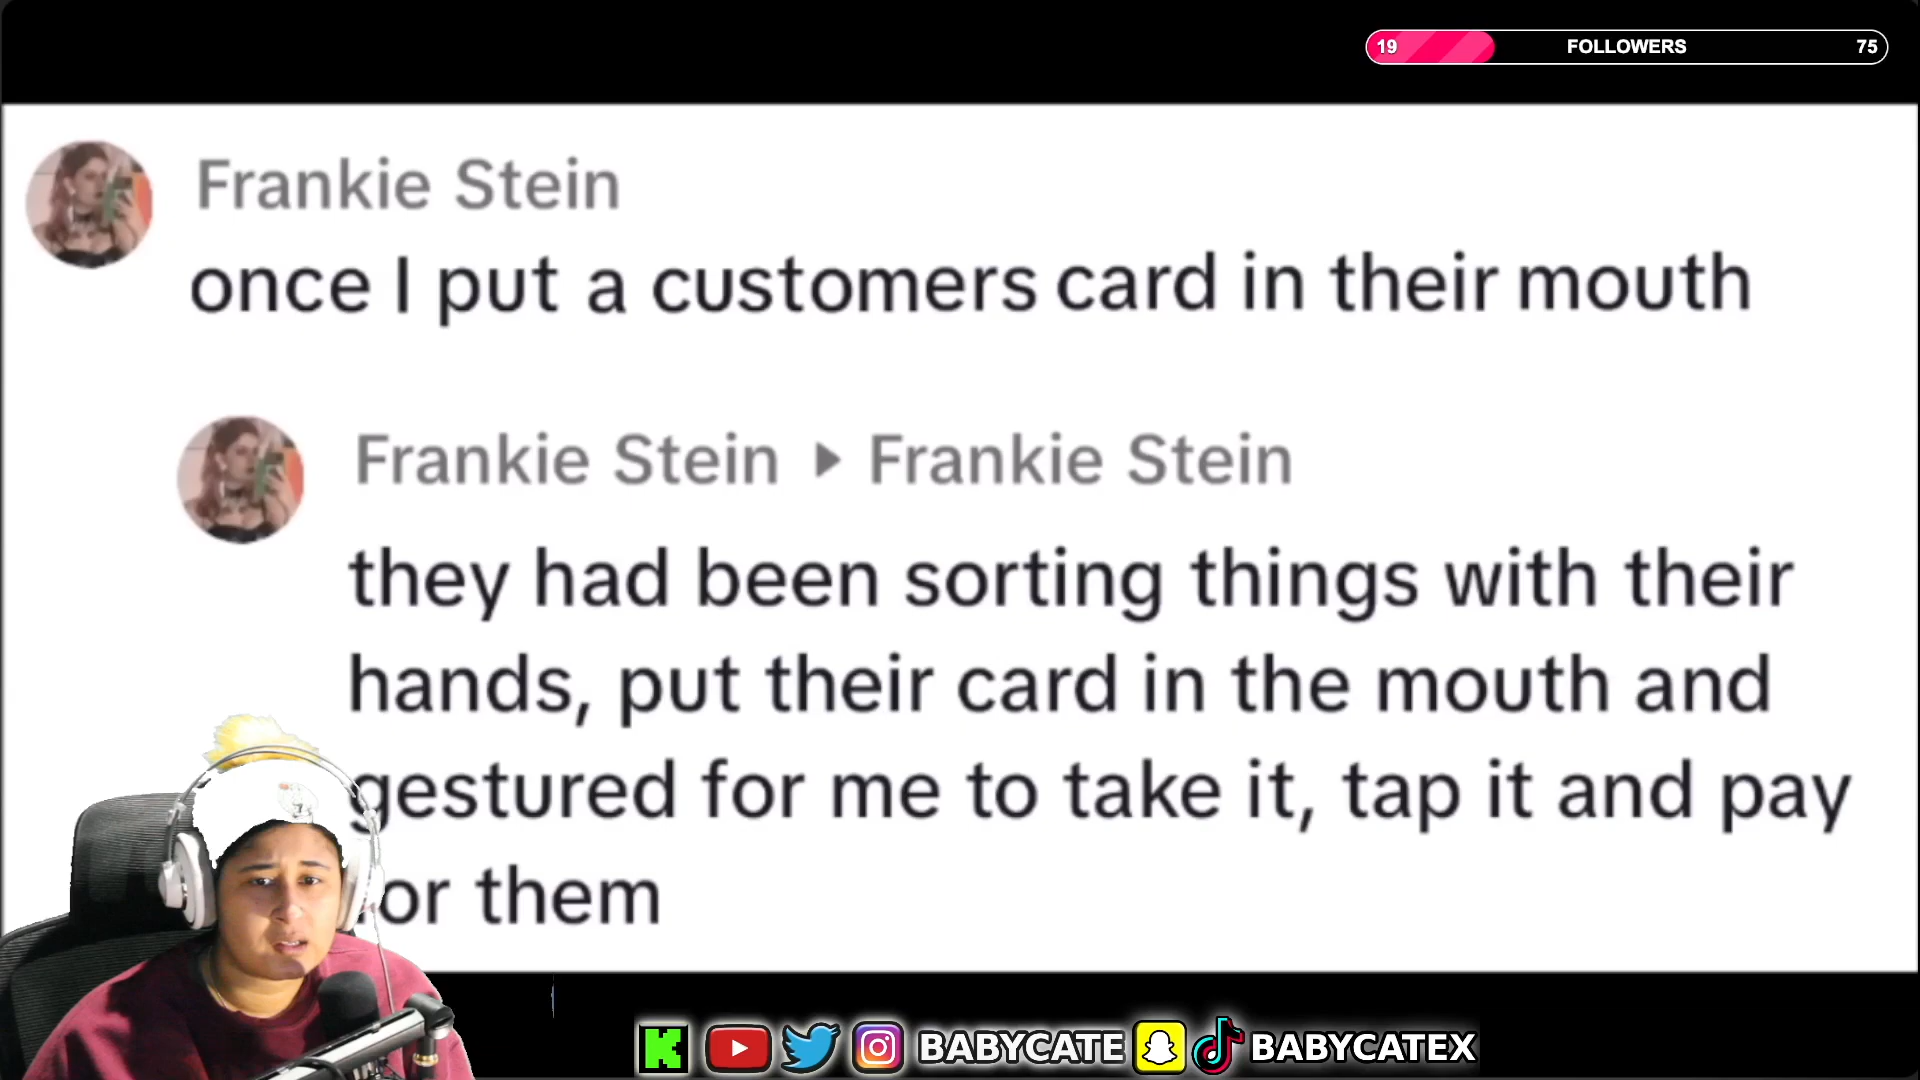 19 FOLLOWERS 75
Frankie Stein
once I put a customers card in their mouth
Frankie Stein ▸ Frankie Stein
they had been sorting things with their
hands, put their card in the mouth and
gestured for me to take it, tap it and pay
for them
K BABYCATE BABYCATEX